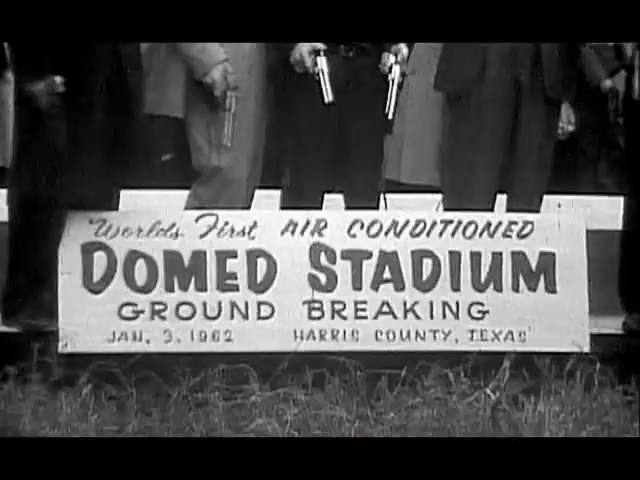 Worlds First AIR CONDITIONED
DOMED STADIUM
GROUND BREAKING
JAN. 3. 1962 HARRIS COUNTY, TEXAS